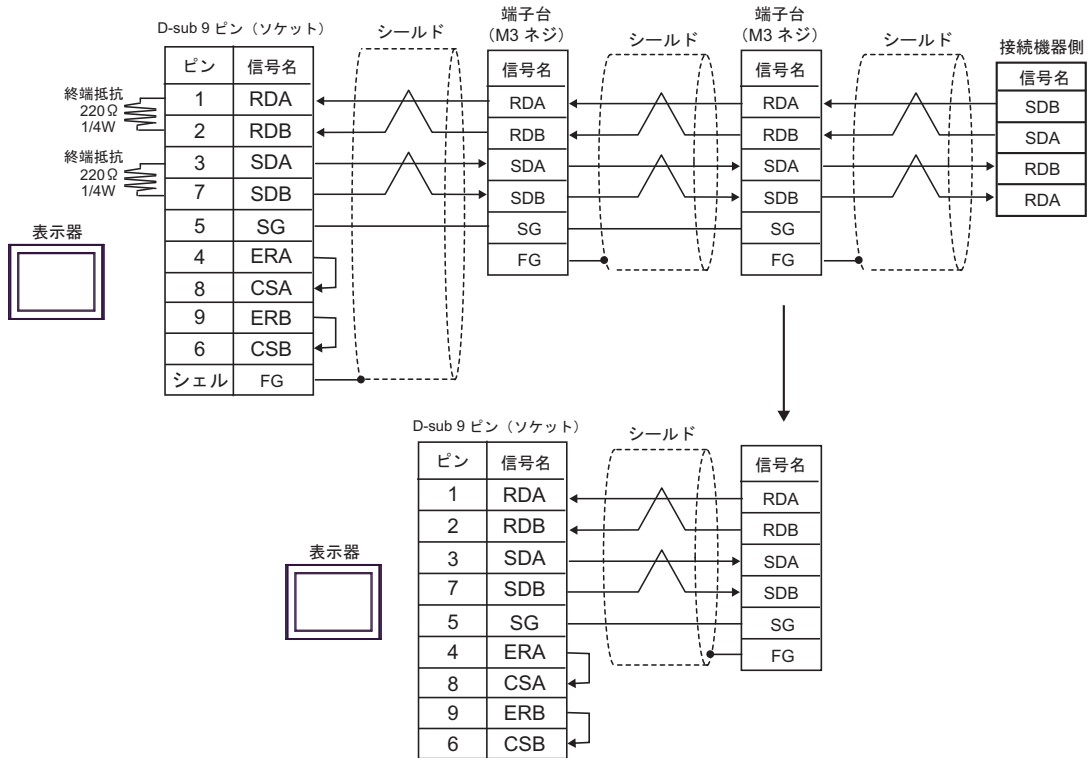 D-sub 9 ピン（ソケット）
シールド
端子台
(M3 ネジ)
シールド
端子台
(M3 ネジ)
シールド
接続機器側
ピン 信号名
1 RDA
2 RDB
3 SDA
7 SDB
5 SG
4 ERA
8 CSA
9 ERB
6 CSB
シェル FG
終端抵抗
220Ω
1/4W
終端抵抗
220Ω
1/4W
表示器
信号名
RDA
RDB
SDA
SDB
SG
FG
信号名
RDA
RDB
SDA
SDB
SG
FG
信号名
SDB
SDA
RDB
RDA
D-sub 9 ピン（ソケット）
シールド
ピン 信号名
1 RDA
2 RDB
3 SDA
7 SDB
5 SG
4 ERA
8 CSA
9 ERB
6 CSB
表示器
信号名
RDA
RDB
SDA
SDB
SG
FG